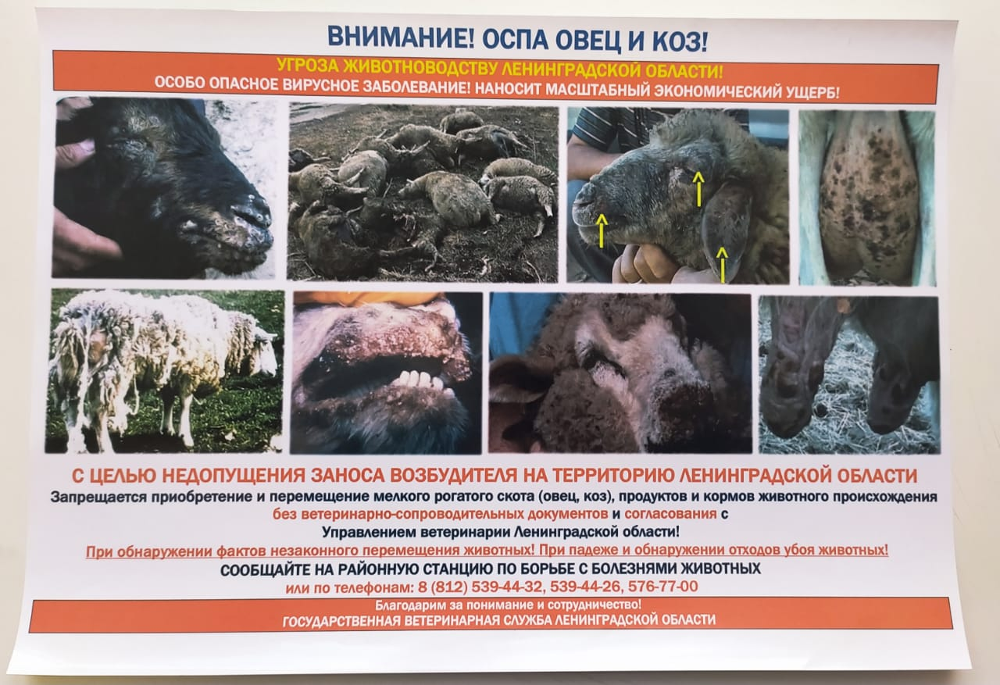 ВНИМАНИЕ! ОСПА ОВЕЦ И КОЗ!
УГРОЗА ЖИВОТНОВОДСТВУ ЛЕНИНГРАДСКОЙ ОБЛАСТИ!
ОСОБО ОПАСНОЕ ВИРУСНОЕ ЗАБОЛЕВАНИЕ! НАНОСИТ МАСШТАБНЫЙ ЭКОНОМИЧЕСКИЙ УЩЕРБ!
С ЦЕЛЬЮ НЕДОПУЩЕНИЯ ЗАНОСА ВОЗБУДИТЕЛЯ НА ТЕРРИТОРИЮ ЛЕНИНГРАДСКОЙ ОБЛАСТИ
Запрещается приобретение и перемещение мелкого рогатого скота (овец, коз), продуктов и кормов животного происхождения
без ветеринарно-сопроводительных документов и согласования с
Управлением ветеринарии Ленинградской области!
При обнаружении фактов незаконного перемещения животных! При падеже и обнаружении отходов убоя животных!
СООБЩАЙТЕ НА РАЙОННУЮ СТАНЦИЮ ПО БОРЬБЕ С БОЛЕЗНЯМИ ЖИВОТНЫХ
или по телефонам: 8 (812) 539-44-32, 539-44-26, 576-77-00
Благодарим за понимание и сотрудничество!
ГОСУДАРСТВЕННАЯ ВЕТЕРИНАРНАЯ СЛУЖБА ЛЕНИНГРАДСКОЙ ОБЛАСТИ